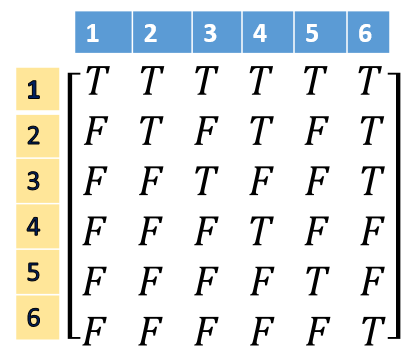 1 2 3 4 5 6
1 T T T T T T
2 F T F T F T
3 F F T F F T
4 F F F T F F
5 F F F F T F
6 F F F F F T